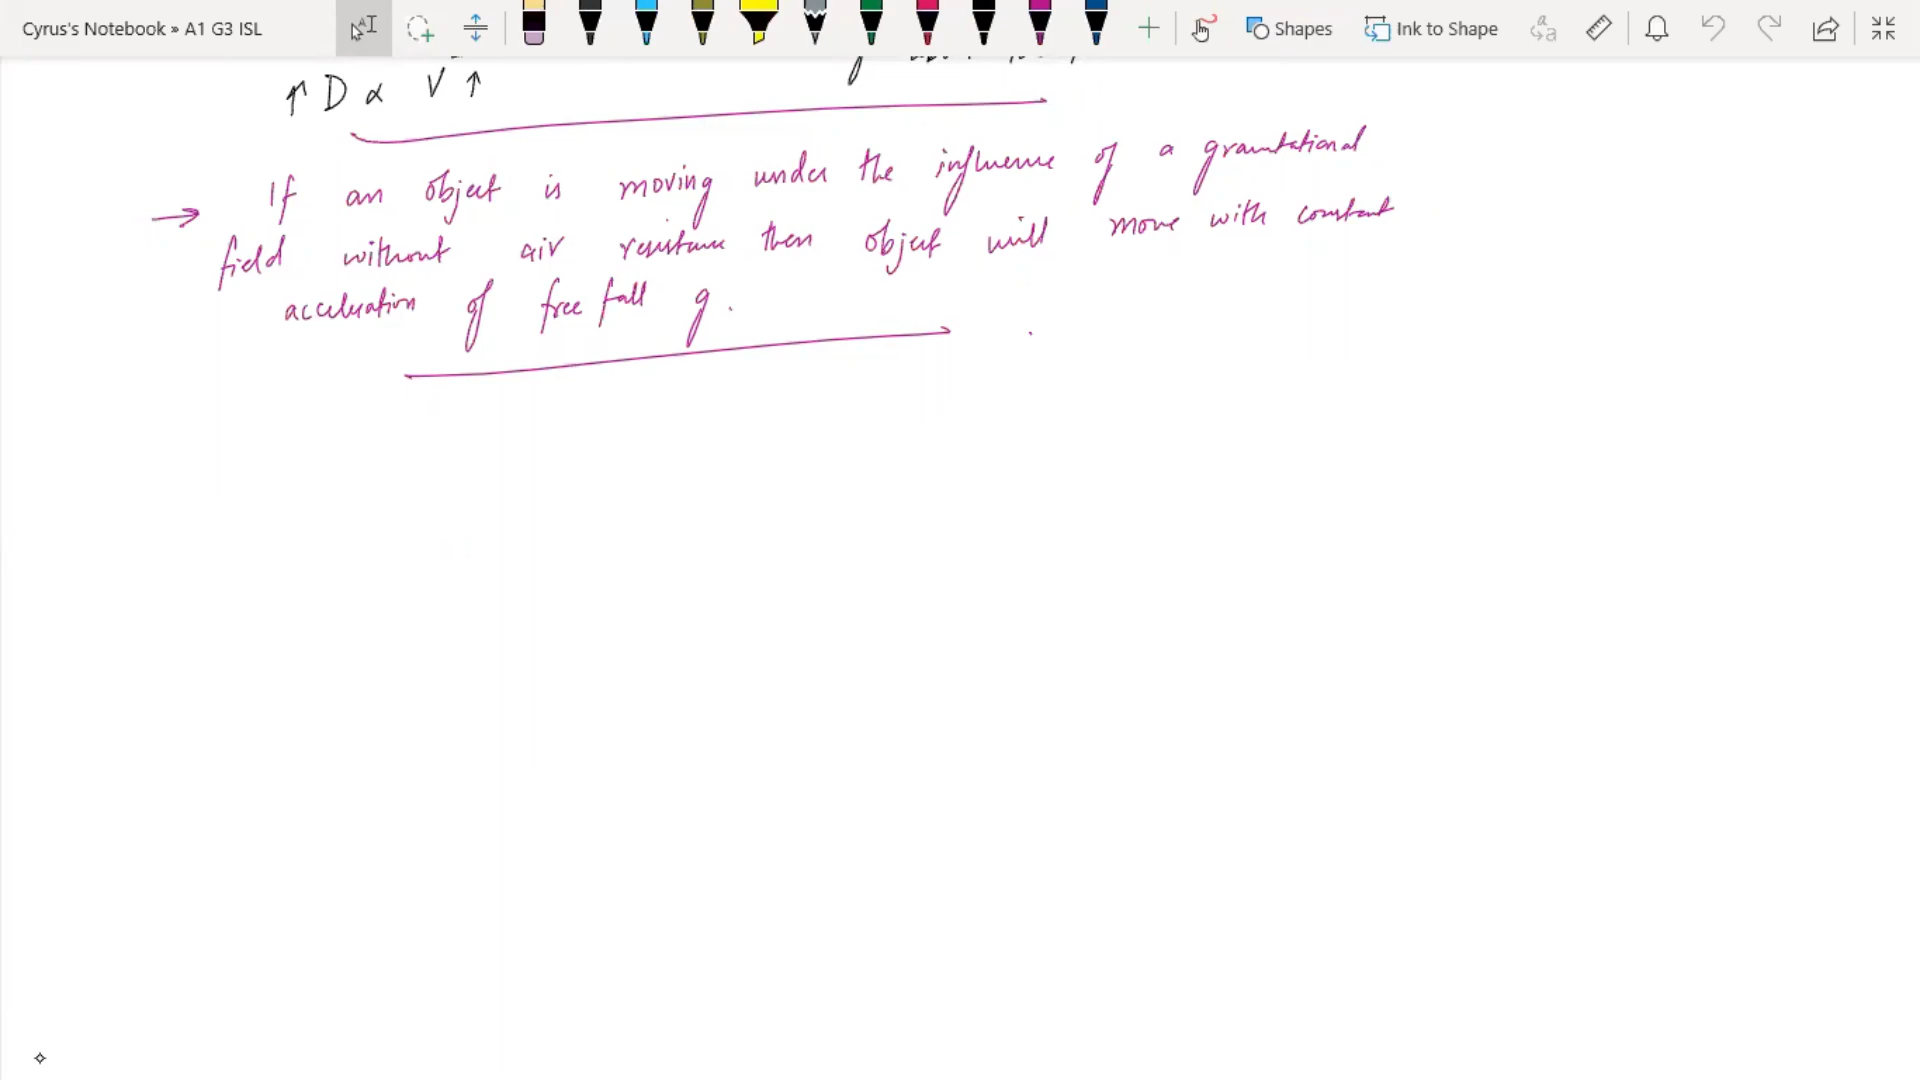 Cyrus's Notebook » A1 G3 ISL
Shapes
Ink to Shape
↑ D ∝ V ↑
→ If an object is moving under the influence of a gravitational
field without air resistance then object will move with constant
acceleration of free fall g.